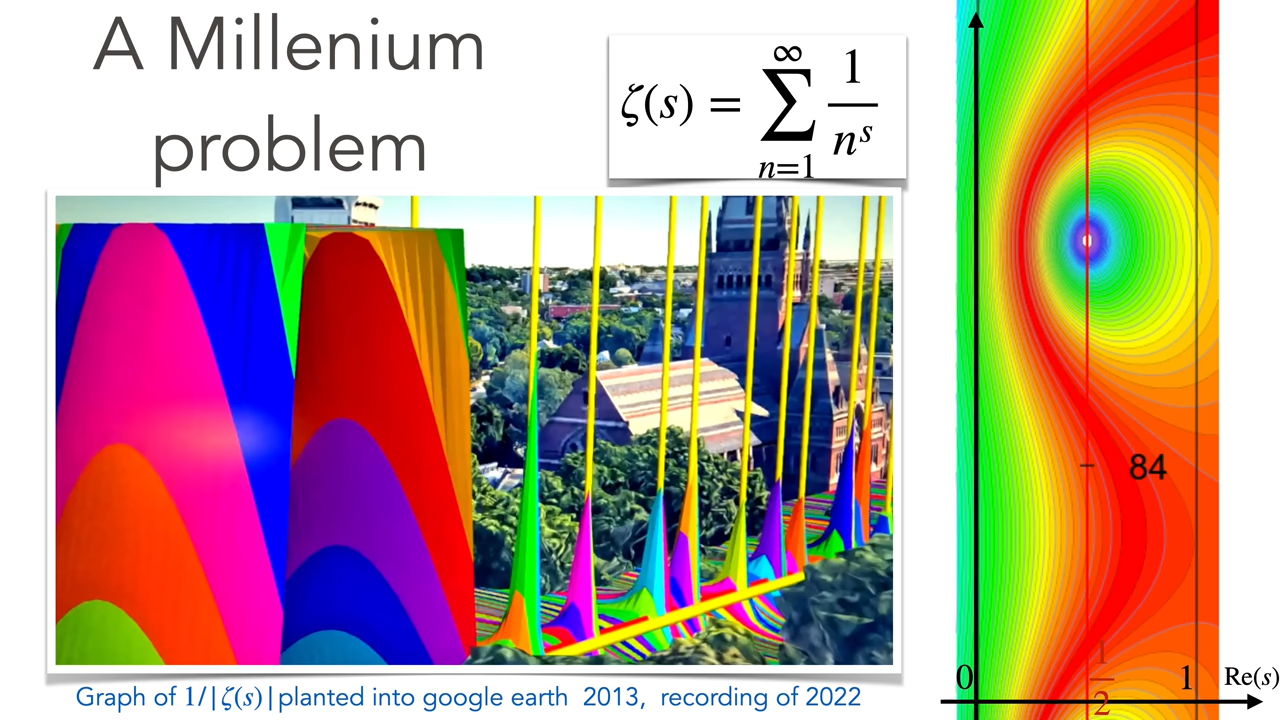 A Millenium
problem
ζ(s) = ∑_{n=1}^{∞} 1/n^s
84
0 1/2 1 Re(s)
Graph of 1/|ζ(s)| planted into google earth 2013, recording of 2022